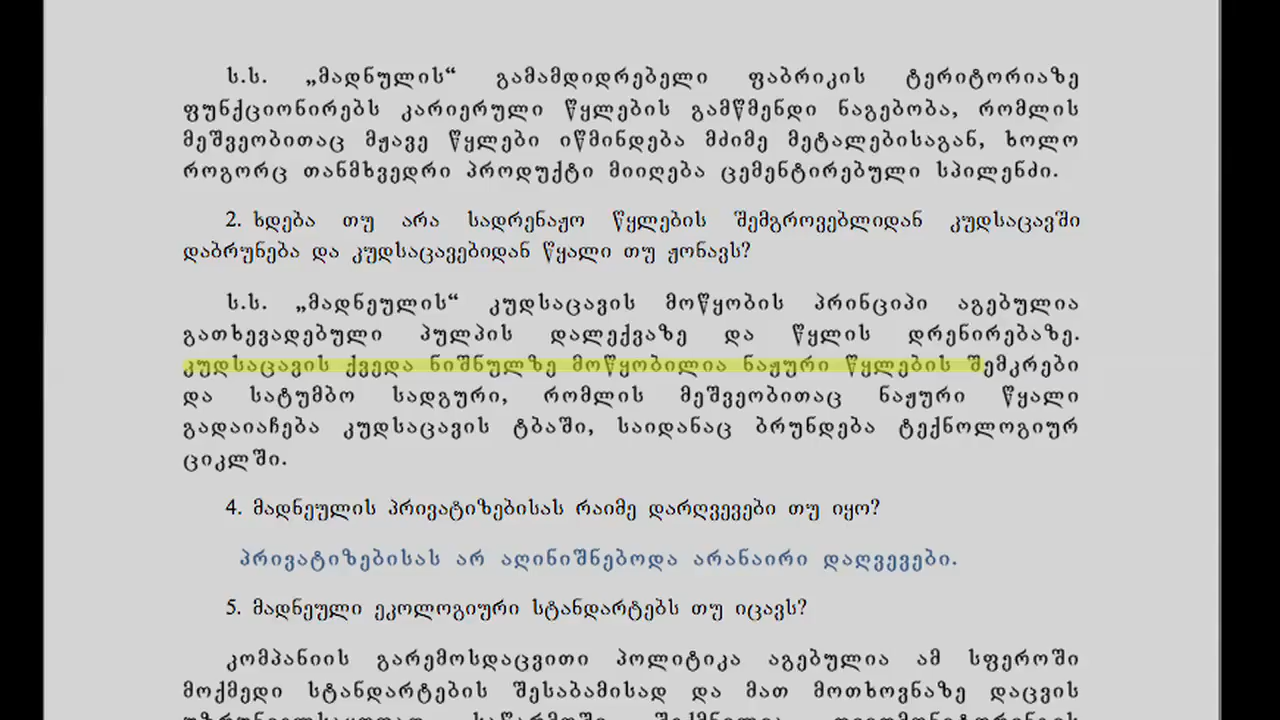 ს.ს. „მადნულის“ გამამდიდრებელი ფაბრიკის ტერიტორიაზე
ფუნქციონირებს კარიერული წყლების გამწმენდი ნაგებობა, რომლის
მეშვეობითაც მჟავე წყლები იწმინდება მძიმე მეტალებისაგან, ხოლო
როგორც თანმხვედრი პროდუქტი მიიღება ცემენტირებული სპილენძი.
2. ხდება თუ არა სადრენაჟო წყლების შემგროვებლიდან კუდსაცავში
დაბრუნება და კუდსაცავებიდან წყალი თუ ჟონავს?
ს.ს. „მადნეულის“ კუდსაცავის მოწყობის პრინციპი აგებულია
გათხევადებული პულპის დალექვაზე და წყლის დრენირებაზე.
კუდსაცავის ქვედა ნიშნულზე მოწყობილია ნაჟური წყლების შემკრები
და სატუმბო სადგური, რომლის მეშვეობითაც ნაჟური წყალი
გადაიაჩება კუდსაცავის ტბაში, საიდანაც ბრუნდება ტექნოლოგიურ
ციკლში.
4. მადნეულის პრივატიზებისას რაიმე დარღვევები თუ იყო?
პრივატიზებისას არ აღინიშნებოდა არანაირი დაღვევები.
5. მადნეული ეკოლოგიური სტანდარტებს თუ იცავს?
კომპანიის გარემოსდაცვითი პოლიტიკა აგებულია ამ სფეროში
მოქმედი სტანდარტების შესაბამისად და მათ მოთხოვნაზე დაცვის